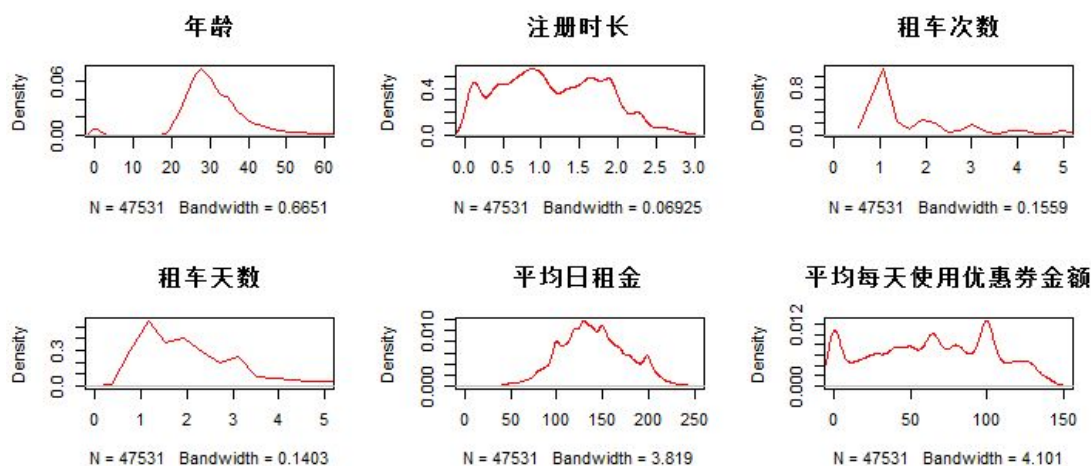 年龄
注册时长
租车次数
Density
0.00 0.06
0 10 20 30 40 50 60
N = 47531 Bandwidth = 0.6651
Density
0.0 0.4
0.0 0.5 1.0 1.5 2.0 2.5 3.0
N = 47531 Bandwidth = 0.06925
Density
0.0 0.8
0 1 2 3 4 5
N = 47531 Bandwidth = 0.1559
租车天数
平均日租金
平均每天使用优惠券金额
Density
0.0 0.3
0 1 2 3 4 5
N = 47531 Bandwidth = 0.1403
Density
0.000 0.010
0 50 100 150 200 250
N = 47531 Bandwidth = 3.819
Density
0.000 0.012
0 50 100 150
N = 47531 Bandwidth = 4.101